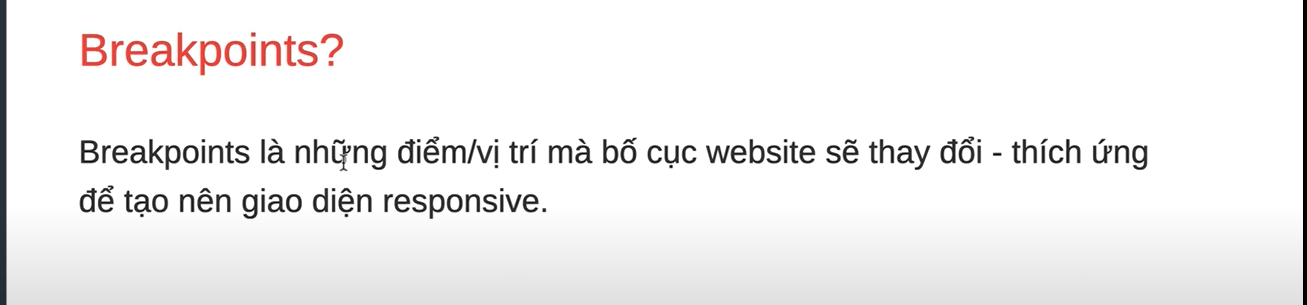 Breakpoints?
Breakpoints là những điểm/vị trí mà bố cục website sẽ thay đổi - thích ứng
để tạo nên giao diện responsive.